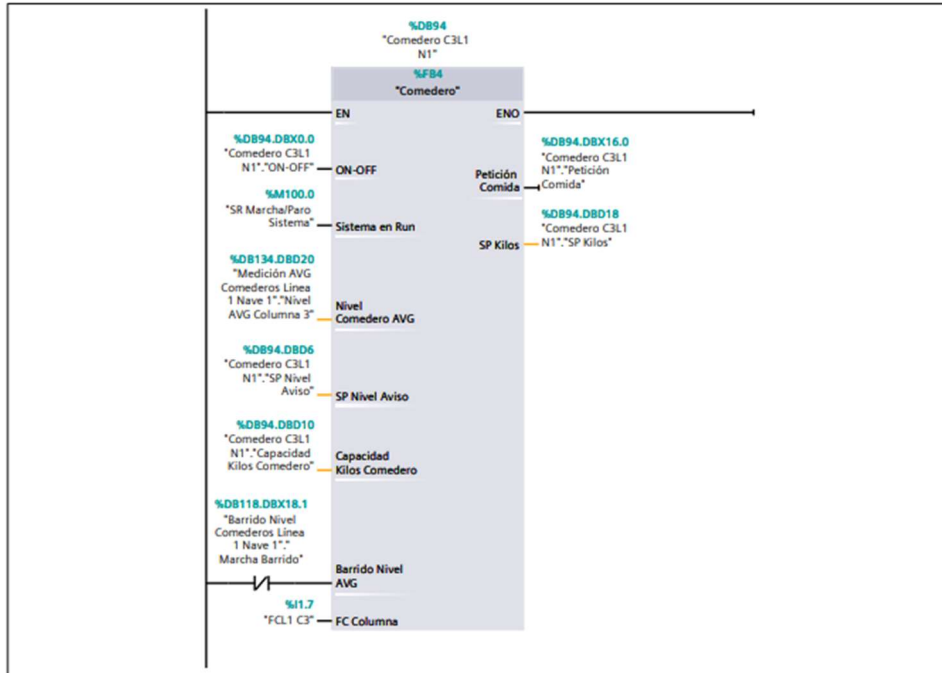 %DB94
"Comedero C3L1
N1"
%FB4
"Comedero"
EN
ENO
%DB94.DBX0.0
"Comedero C3L1
N1"."ON-OFF"
ON-OFF
%DB94.DBX16.0
"Comedero C3L1
N1"."Petición
Comida"
Petición
Comida
%M100.0
"SR Marcha/Paro
Sistema"
Sistema en Run
%DB94.DBD18
"Comedero C3L1
N1"."SP Kilos"
SP Kilos
%DB134.DBD20
"Medición AVG
Comederos Linea
1 Nave 1"."Nivel
AVG Columna 3"
Nivel
Comedero AVG
%DB94.DBD6
"Comedero C3L1
N1"."SP Nivel
Aviso"
SP Nivel Aviso
%DB94.DBD10
"Comedero C3L1
N1"."Capacidad
Kilos Comedero"
Capacidad
Kilos Comedero
%DB118.DBX18.1
"Barrido Nivel
Comederos Linea
1 Nave 1"."
Marcha Barrido"
Barrido Nivel
AVG
%I1.7
"FCL1 C3"
FC Columna